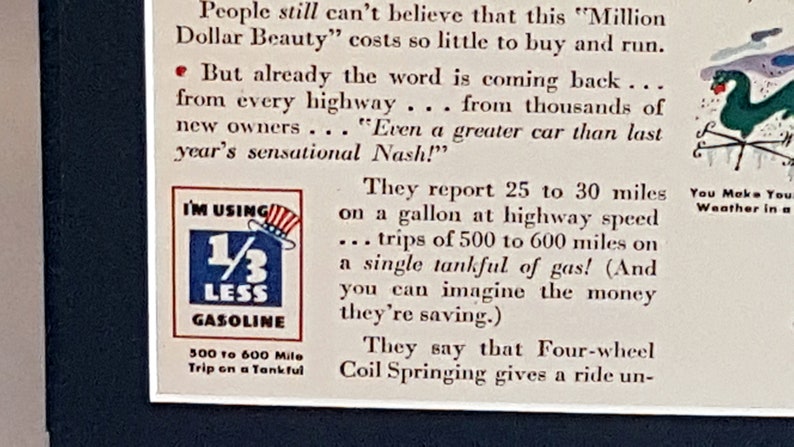 People still can't believe that this "Million
Dollar Beauty" costs so little to buy and run.
• But already the word is coming back . . .
from every highway . . . from thousands of
new owners . . . "Even a greater car than last
year's sensational Nash!"
They report 25 to 30 miles
on a gallon at highway speed
. . . trips of 500 to 600 miles on
a single tankful of gas! (And
you can imagine the money
they're saving.)
They say that Four-wheel
Coil Springing gives a ride un-
I'M USING
1/3
LESS
GASOLINE
500 to 600 Mile
Trip on a Tankful
You Make You
Weather in a